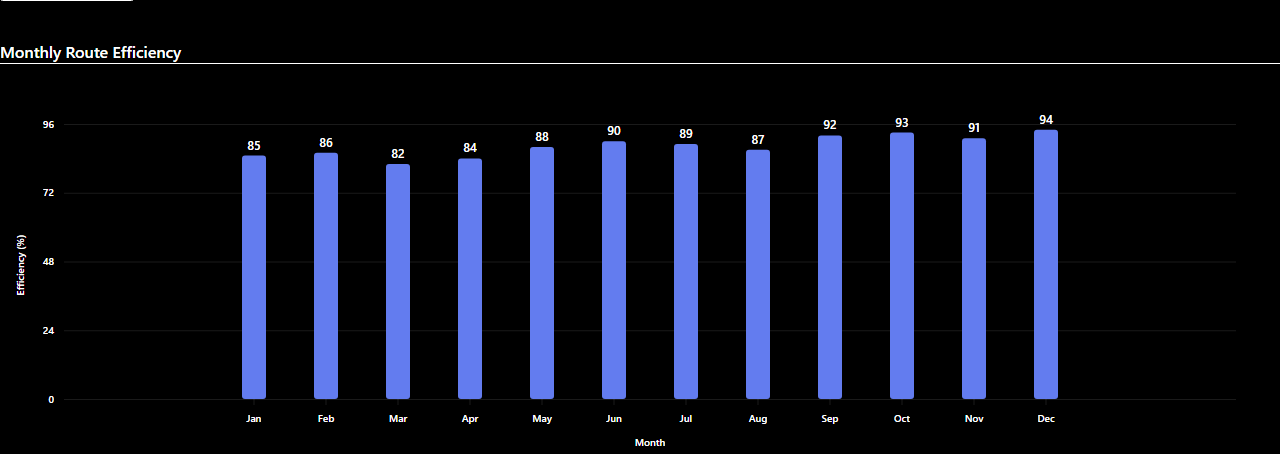 Monthly Route Efficiency
96
72
48
24
0
Efficiency (%)
85 86 82 84 88 90 89 87 92 93 91 94
Jan Feb Mar Apr May Jun Jul Aug Sep Oct Nov Dec
Month